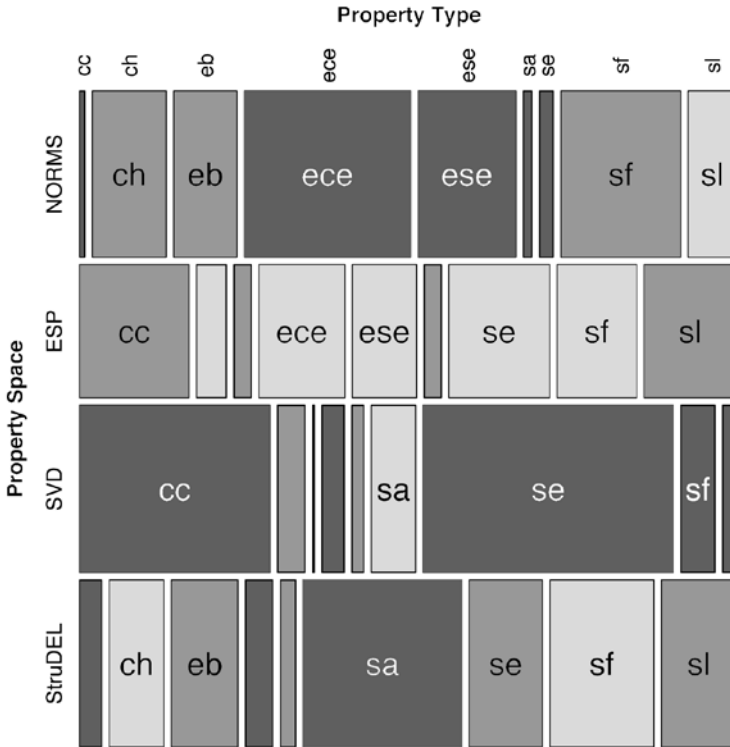 Property Type
cc ch eb ece ese sa se sf sl
NORMS ch eb ece ese sf sl
ESP cc ece ese se sf sl
Property Space
SVD cc sa se sf
StruDEL ch eb sa se sf sl